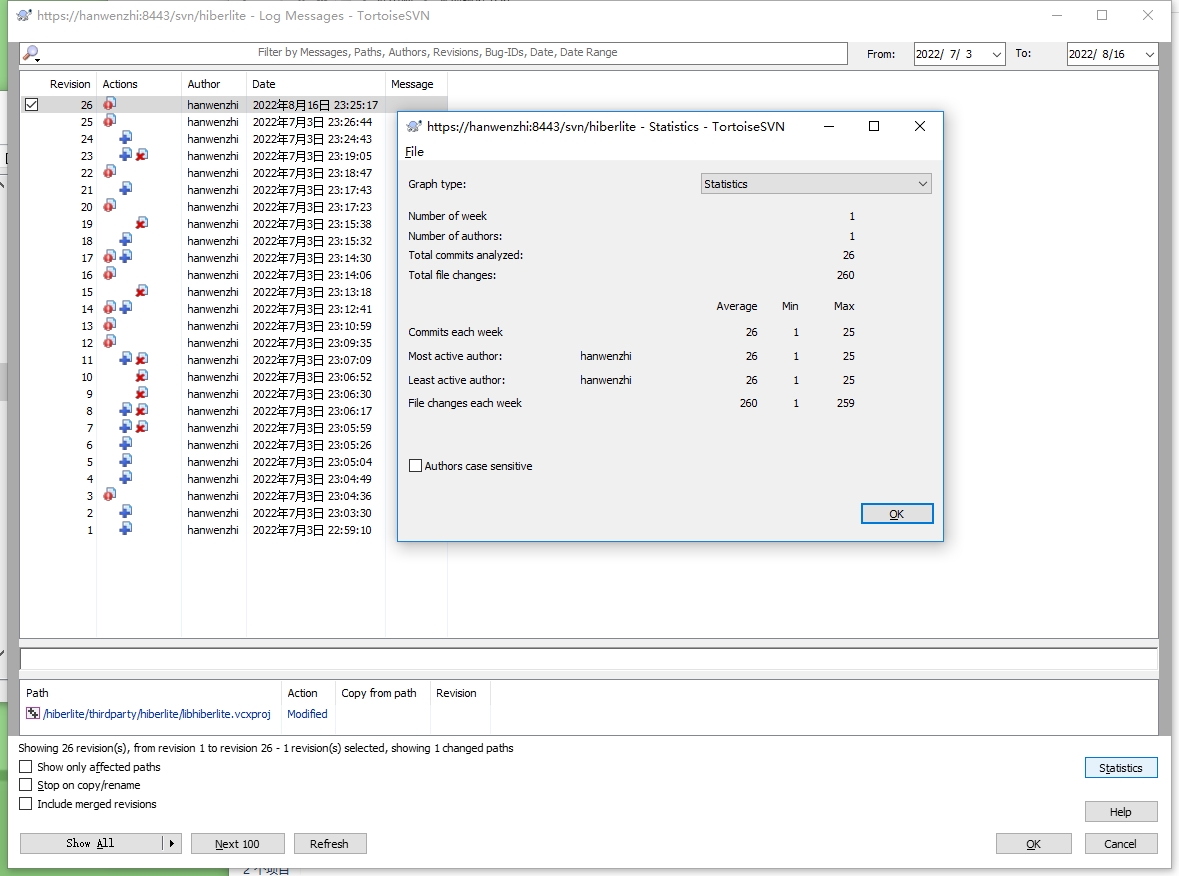 https://hanwenzhi:8443/svn/hiberlite - Log Messages - TortoiseSVN
Filter by Messages, Paths, Authors, Revisions, Bug-IDs, Date, Date Range
From: 2022/ 7/ 3 To: 2022/ 8/16
Revision Actions Author Date Message
26 hanwenzhi 2022年8月16日 23:25:17
25 hanwenzhi 2022年7月3日 23:26:44
24 hanwenzhi 2022年7月3日 23:24:43
23 hanwenzhi 2022年7月3日 23:19:05
22 hanwenzhi 2022年7月3日 23:18:47
21 hanwenzhi 2022年7月3日 23:17:43
20 hanwenzhi 2022年7月3日 23:17:23
19 hanwenzhi 2022年7月3日 23:15:38
18 hanwenzhi 2022年7月3日 23:15:32
17 hanwenzhi 2022年7月3日 23:14:30
16 hanwenzhi 2022年7月3日 23:14:06
15 hanwenzhi 2022年7月3日 23:13:18
14 hanwenzhi 2022年7月3日 23:12:41
13 hanwenzhi 2022年7月3日 23:10:59
12 hanwenzhi 2022年7月3日 23:09:35
11 hanwenzhi 2022年7月3日 23:07:09
10 hanwenzhi 2022年7月3日 23:06:52
9 hanwenzhi 2022年7月3日 23:06:30
8 hanwenzhi 2022年7月3日 23:06:17
7 hanwenzhi 2022年7月3日 23:05:59
6 hanwenzhi 2022年7月3日 23:05:26
5 hanwenzhi 2022年7月3日 23:05:04
4 hanwenzhi 2022年7月3日 23:04:49
3 hanwenzhi 2022年7月3日 23:04:36
2 hanwenzhi 2022年7月3日 23:03:30
1 hanwenzhi 2022年7月3日 22:59:10
https://hanwenzhi:8443/svn/hiberlite - Statistics - TortoiseSVN
File
Graph type: Statistics
Number of week 1
Number of authors: 1
Total commits analyzed: 26
Total file changes: 260
Average Min Max
Commits each week 26 1 25
Most active author: hanwenzhi 26 1 25
Least active author: hanwenzhi 26 1 25
File changes each week 260 1 259
Authors case sensitive
OK
Path Action Copy from path Revision
/hiberlite/thirdparty/hiberlite/libhiberlite.vcxproj Modified
Showing 26 revision(s), from revision 1 to revision 26 - 1 revision(s) selected, showing 1 changed paths
Show only affected paths
Statistics
Stop on copy/rename
Include merged revisions
Help
Show All Next 100 Refresh OK Cancel
2 个项目